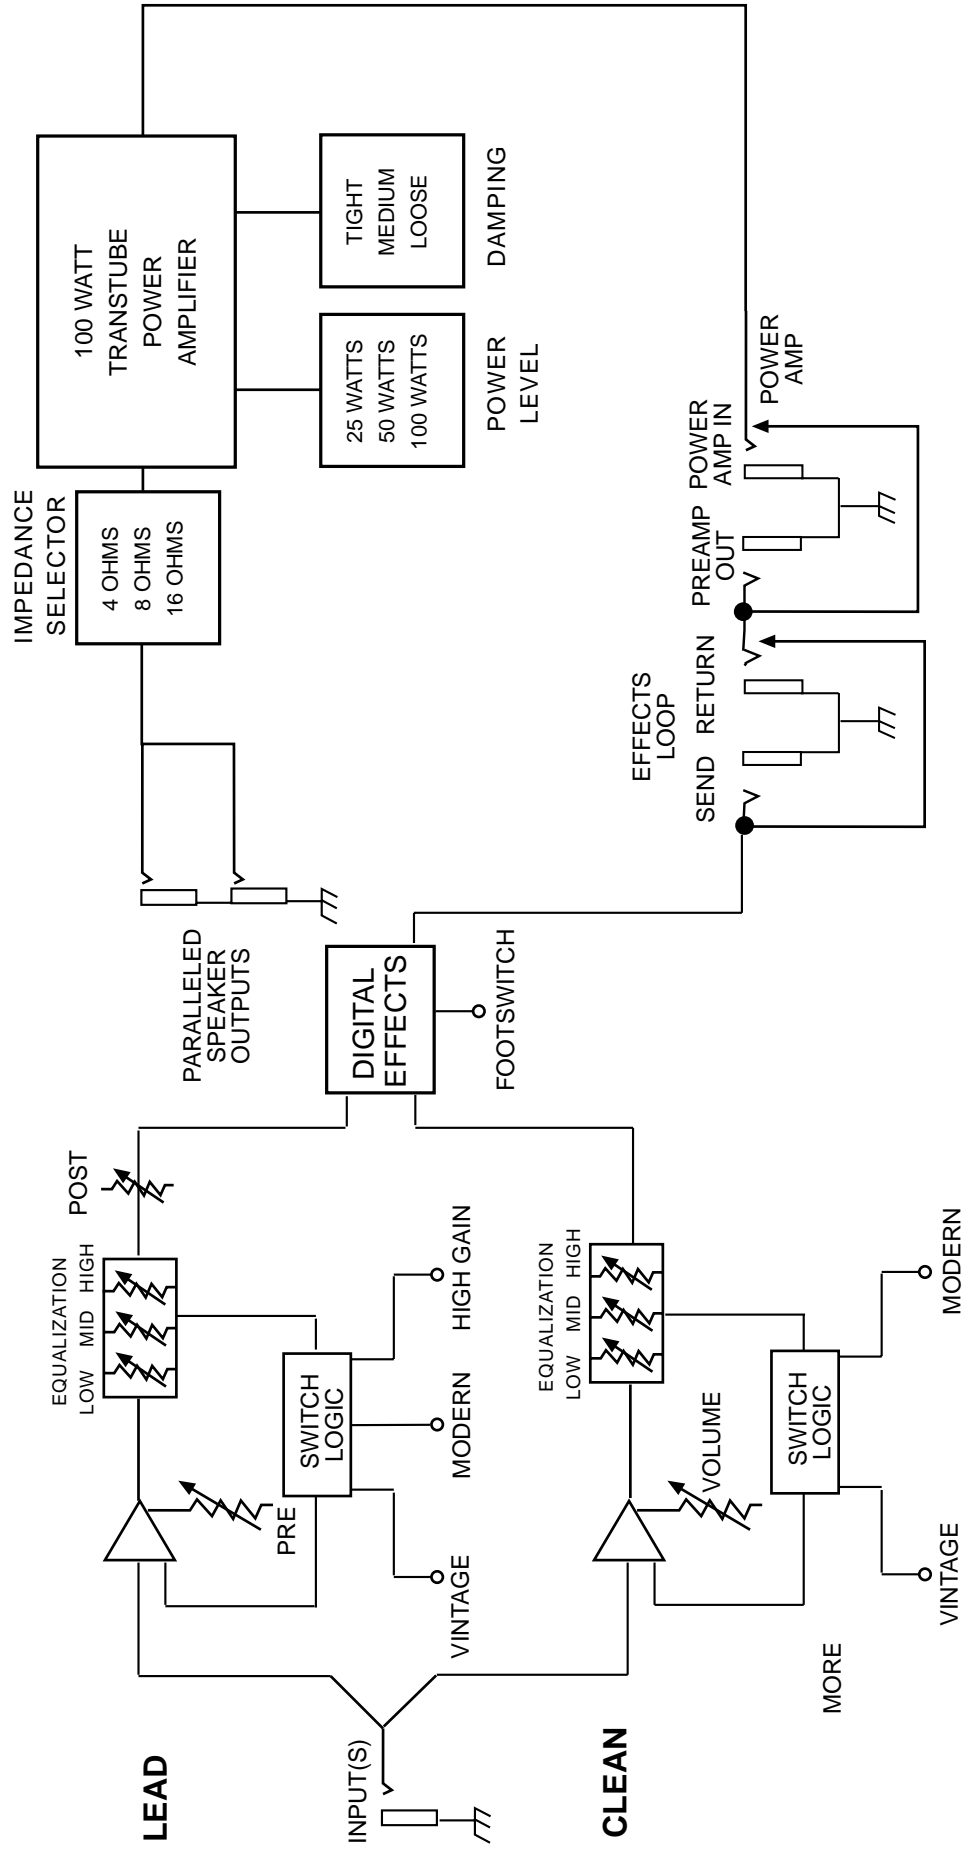 LEAD
INPUT(S)
CLEAN
PRE
EQUALIZATION
LOW MID HIGH
POST
SWITCH
LOGIC
VINTAGE
MODERN
HIGH GAIN
VOLUME
EQUALIZATION
LOW MID HIGH
SWITCH
LOGIC
MORE
VINTAGE
MODERN
DIGITAL
EFFECTS
FOOTSWITCH
PARALLELED
SPEAKER
OUTPUTS
IMPEDANCE
SELECTOR
4 OHMS
8 OHMS
16 OHMS
100 WATT
TRANSTUBE
POWER
AMPLIFIER
25 WATTS
50 WATTS
100 WATTS
POWER
LEVEL
TIGHT
MEDIUM
LOOSE
DAMPING
EFFECTS
LOOP
SEND RETURN
PREAMP
OUT
POWER
AMP IN
POWER
AMP